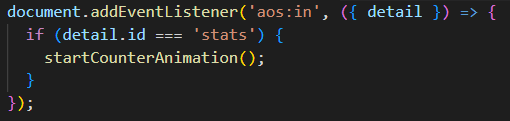 document.addEventListener('aos:in', ({ detail }) => {
  if (detail.id === 'stats') {
    startCounterAnimation();
  }
});